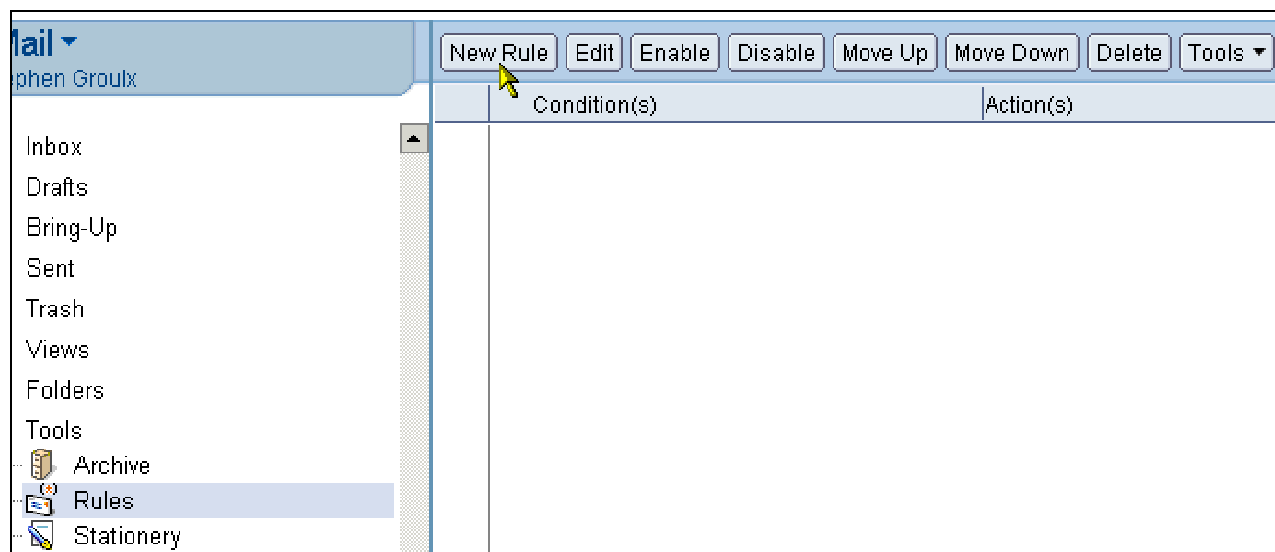 Mail
ephen Groulx
New Rule Edit Enable Disable Move Up Move Down Delete Tools
Condition(s) Action(s)
Inbox
Drafts
Bring-Up
Sent
Trash
Views
Folders
Tools
Archive
Rules
Stationery